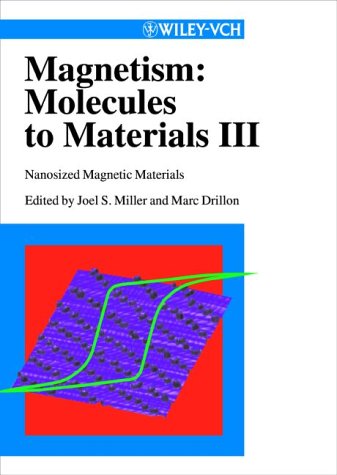 WILEY-VCH
Magnetism:
Molecules
to Materials III
Nanosized Magnetic Materials
Edited by Joel S. Miller and Marc Drillon